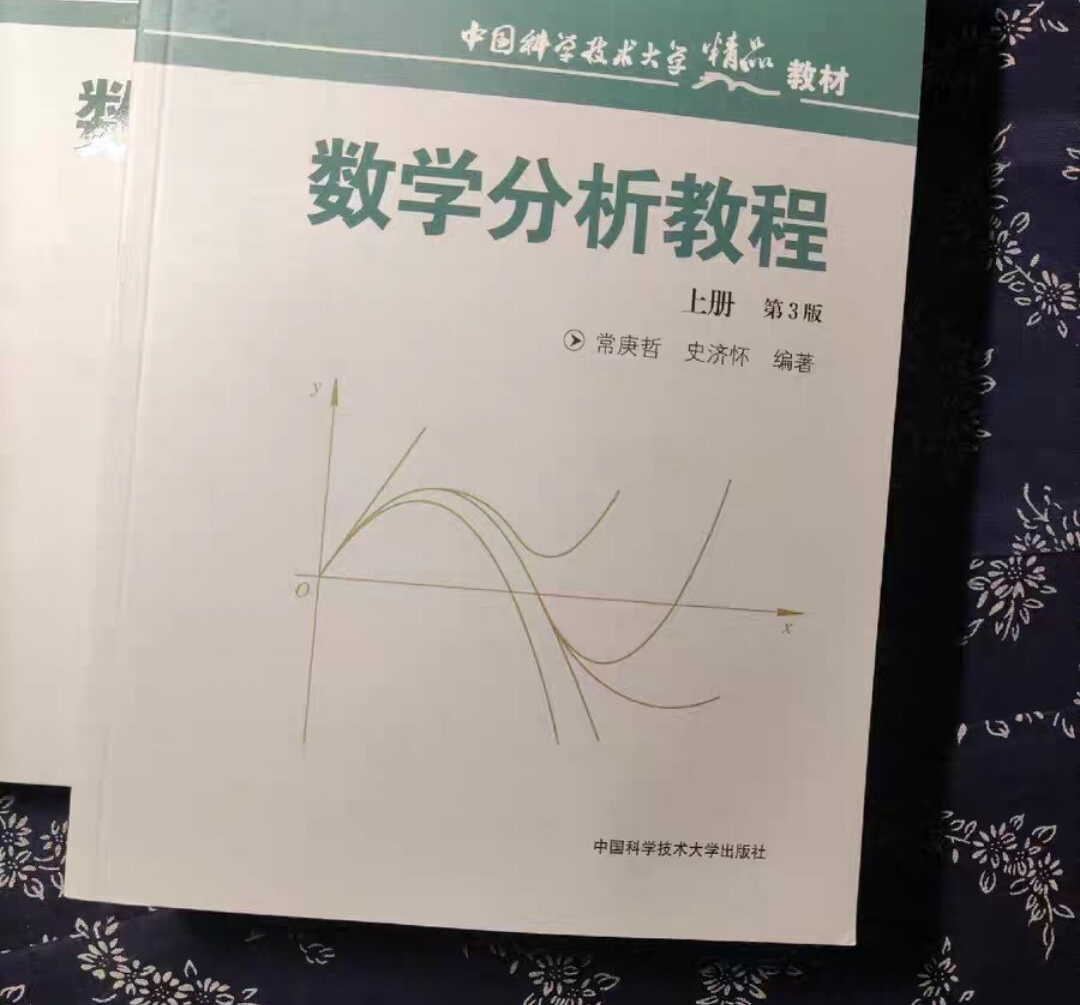 中国科学技术大学 精品 教材
数学分析教程
上册 第3版
常庚哲 史济怀 编著
y
O
x
中国科学技术大学出版社
数